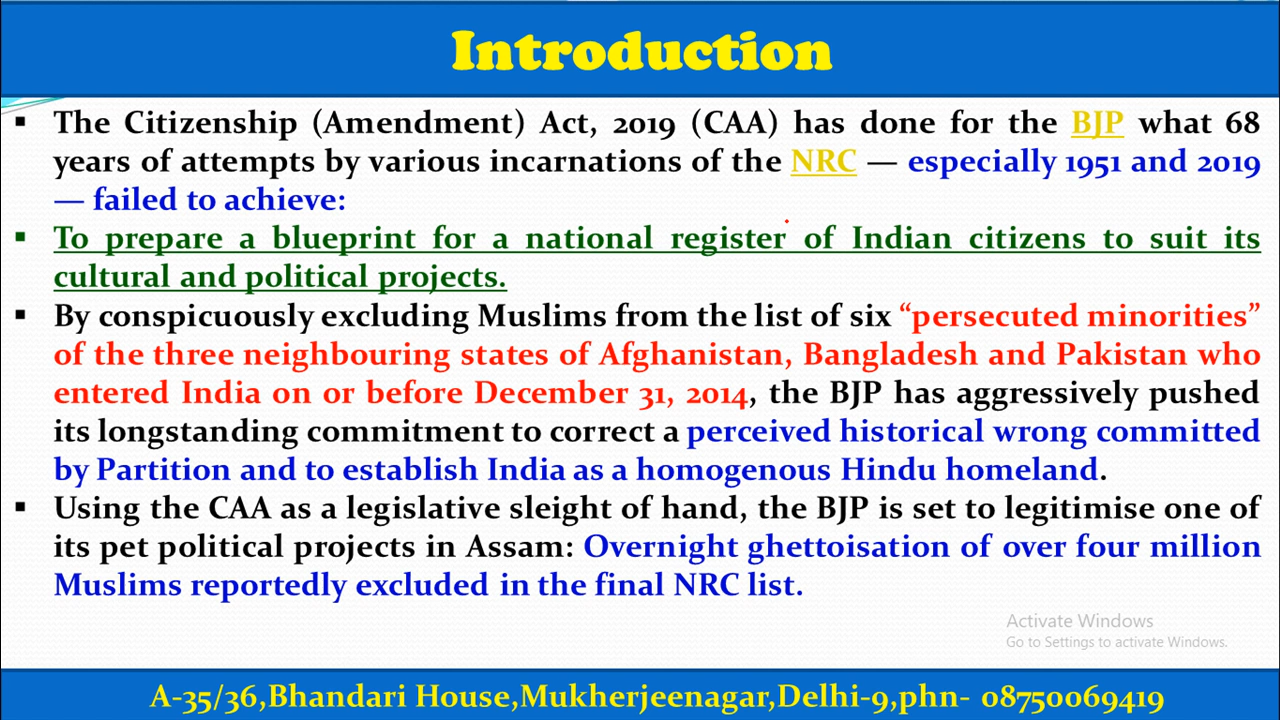 Introduction
▪ The Citizenship (Amendment) Act, 2019 (CAA) has done for the BJP what 68
years of attempts by various incarnations of the NRC — especially 1951 and 2019
— failed to achieve:
▪ To prepare a blueprint for a national register of Indian citizens to suit its
cultural and political projects.
▪ By conspicuously excluding Muslims from the list of six “persecuted minorities”
of the three neighbouring states of Afghanistan, Bangladesh and Pakistan who
entered India on or before December 31, 2014, the BJP has aggressively pushed
its longstanding commitment to correct a perceived historical wrong committed
by Partition and to establish India as a homogenous Hindu homeland.
▪ Using the CAA as a legislative sleight of hand, the BJP is set to legitimise one of
its pet political projects in Assam: Overnight ghettoisation of over four million
Muslims reportedly excluded in the final NRC list.
Activate Windows
Go to Settings to activate Windows.
A-35/36,Bhandari House,Mukherjeenagar,Delhi-9,phn- 08750069419